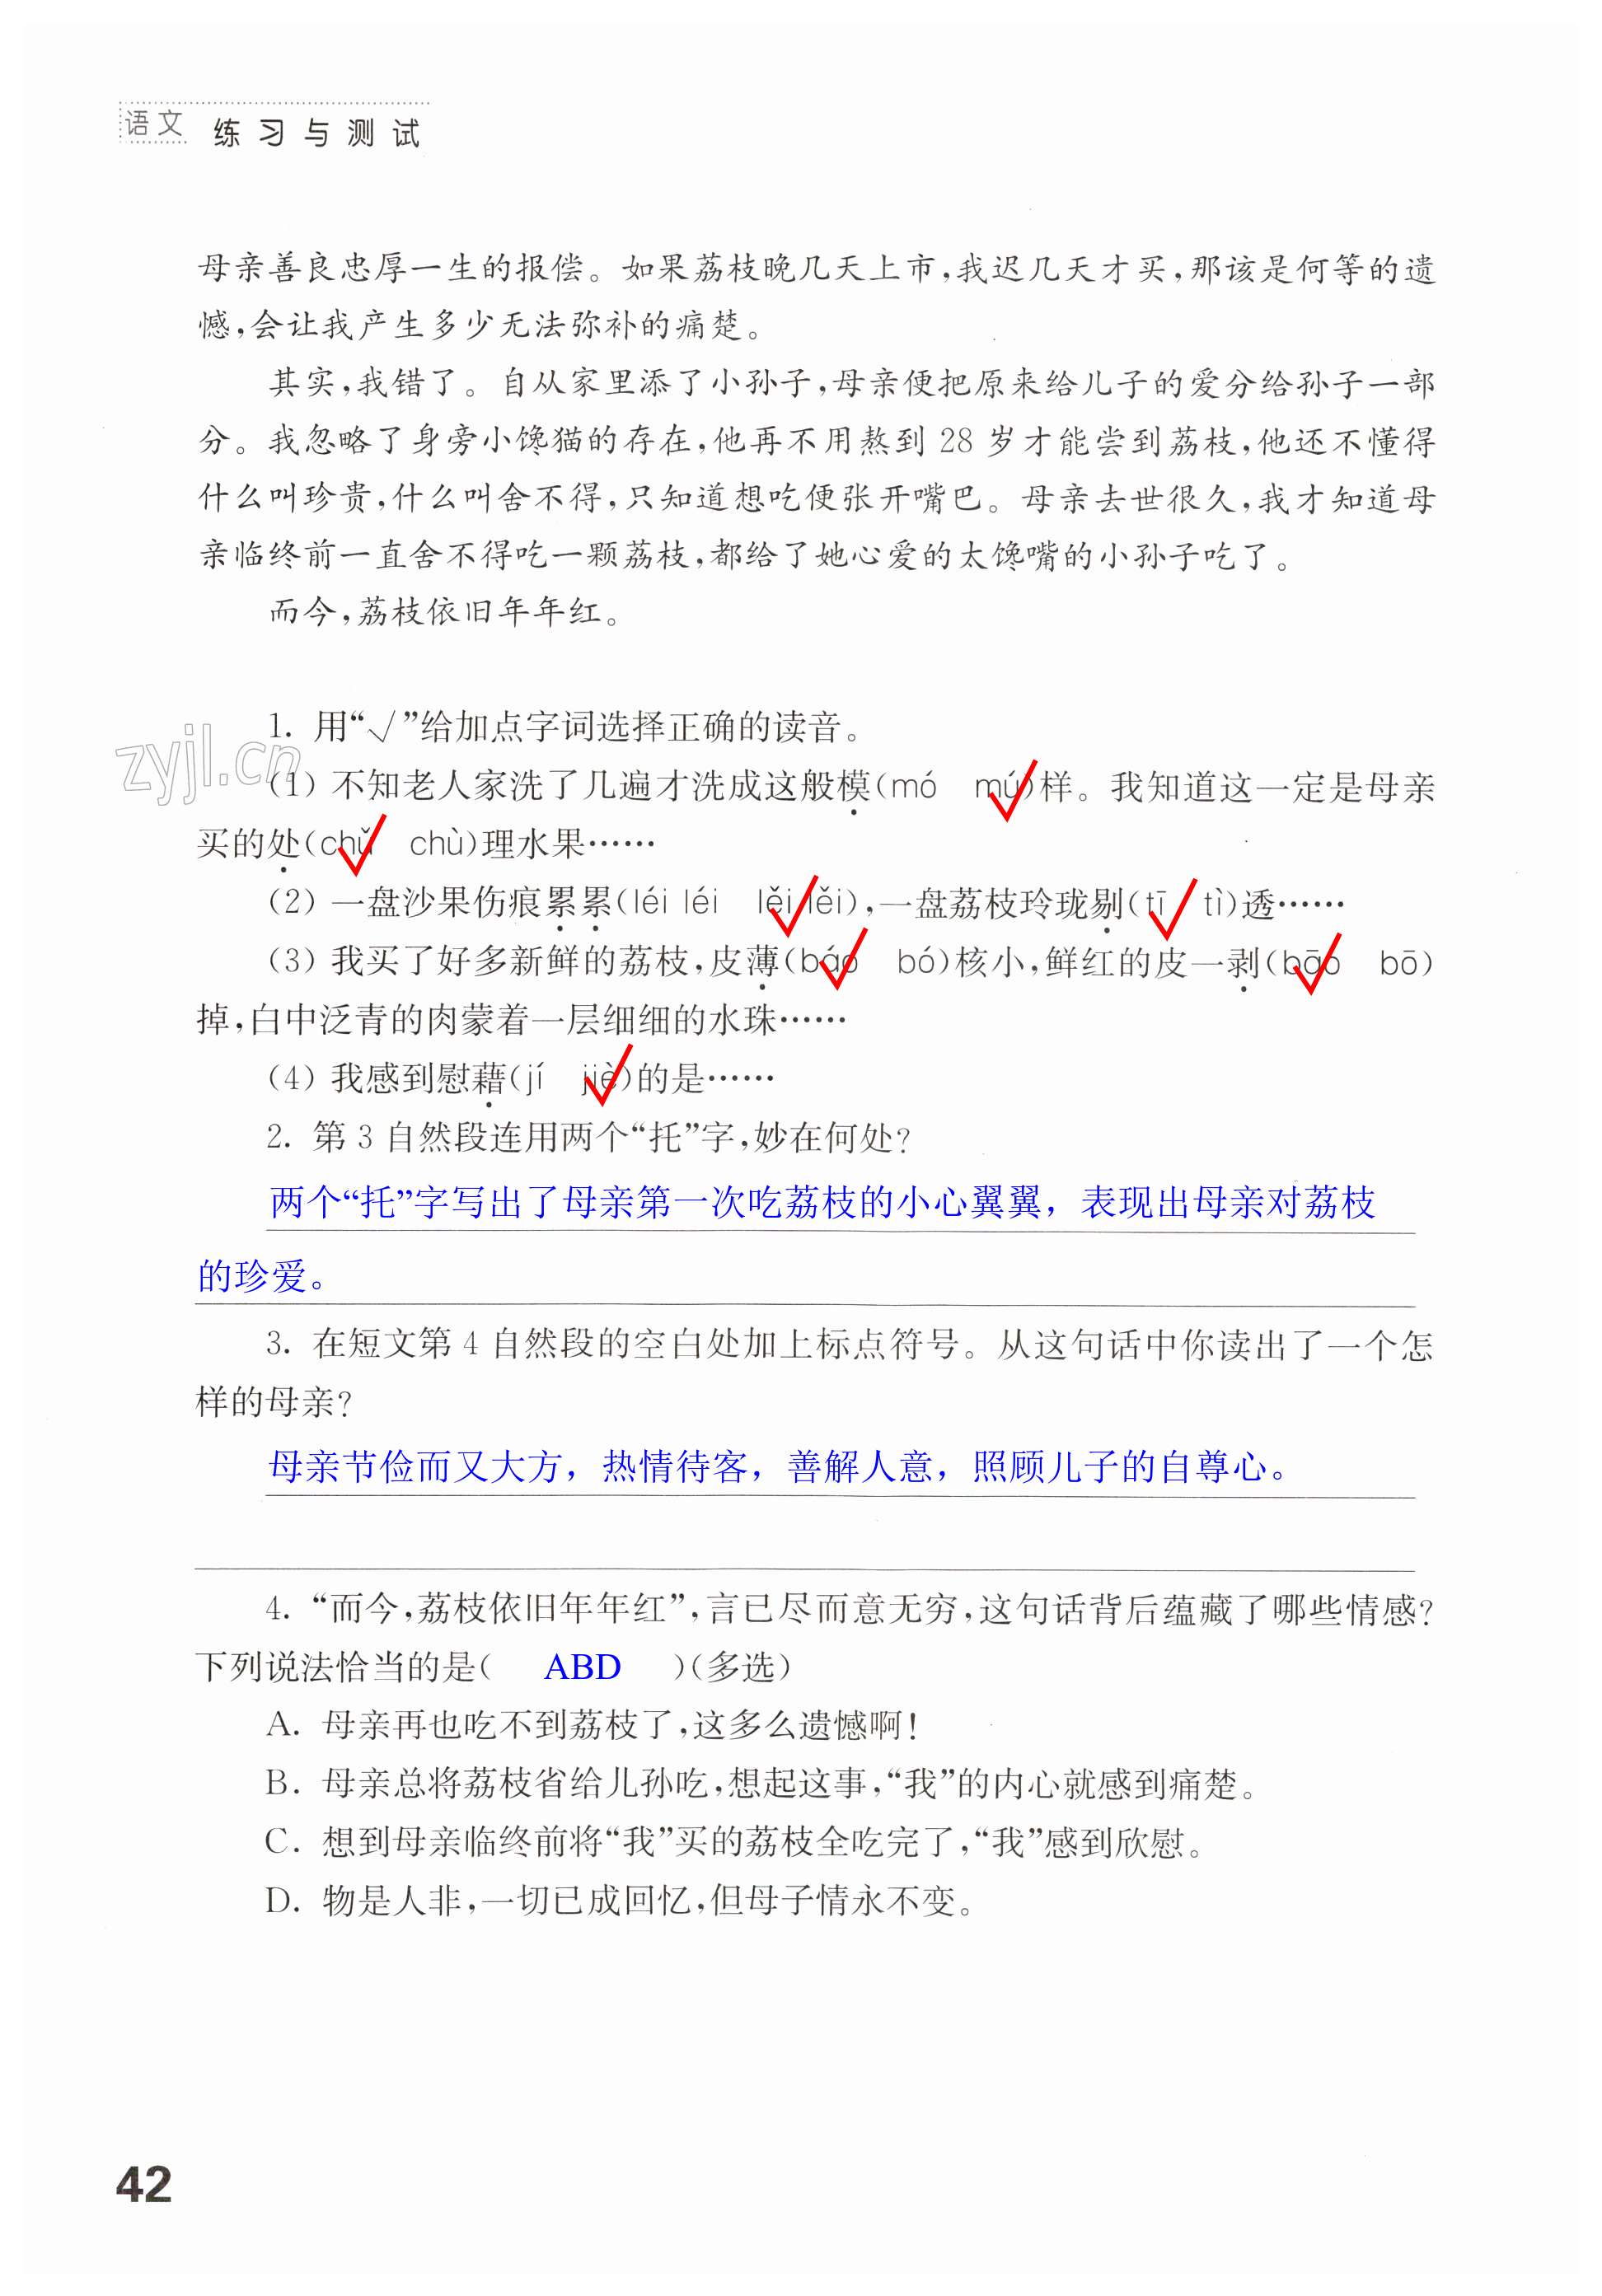 语文 练习与测试
母亲善良忠厚一生的报偿。如果荔枝晚几天上市,我迟几天才买,那该是何等的遗
憾,会让我产生多少无法弥补的痛楚。
其实,我错了。自从家里添了小孙子,母亲便把原来给儿子的爱分给孙子一部
分。我忽略了身旁小馋猫的存在,他再不用熬到 28 岁才能尝到荔枝,他还不懂得
什么叫珍贵,什么叫舍不得,只知道想吃便张开嘴巴。母亲去世很久,我才知道母
亲临终前一直舍不得吃一颗荔枝,都给了她心爱的太馋嘴的小孙子吃了。
而今,荔枝依旧年年红。
1. 用“√”给加点字词选择正确的读音。
zyjl.cn
(1) 不知老人家洗了几遍才洗成这般模(mó mú)样。我知道这一定是母亲
买的处(chǔ chù)理水果……
(2) 一盘沙果伤痕累累(léi léi lěi lěi),一盘荔枝玲珑剔(tī tì)透……
(3) 我买了好多新鲜的荔枝,皮薄(báo bó)核小,鲜红的皮一剥(bāo bō)
掉,白中泛青的肉蒙着一层细细的水珠……
(4) 我感到慰藉(jí jiè)的是……
2. 第 3 自然段连用两个“托”字,妙在何处?
两个“托”字写出了母亲第一次吃荔枝的小心翼翼，表现出母亲对荔枝
的珍爱。
3. 在短文第 4 自然段的空白处加上标点符号。从这句话中你读出了一个怎
样的母亲?
母亲节俭而又大方，热情待客，善解人意，照顾儿子的自尊心。
4. “而今,荔枝依旧年年红”,言已尽而意无穷,这句话背后蕴藏了哪些情感?
下列说法恰当的是( ABD )(多选)
A. 母亲再也吃不到荔枝了,这多么遗憾啊!
B. 母亲总将荔枝省给儿孙吃,想起这事,“我”的内心就感到痛楚。
C. 想到母亲临终前将“我”买的荔枝全吃完了,“我”感到欣慰。
D. 物是人非,一切已成回忆,但母子情永不变。
42